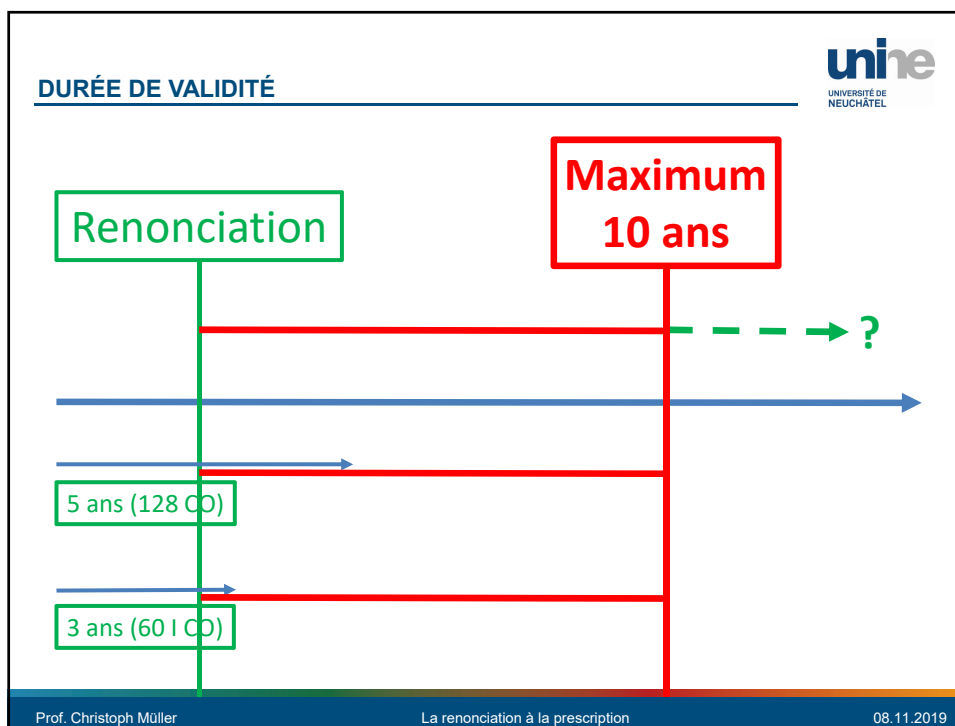 DURÉE DE VALIDITÉ
unine
UNIVERSITÉ DE
NEUCHÂTEL
Renonciation
Maximum
10 ans
?
5 ans (128 CO)
3 ans (60 I CO)
Prof. Christoph Müller La renonciation à la prescription 08.11.2019